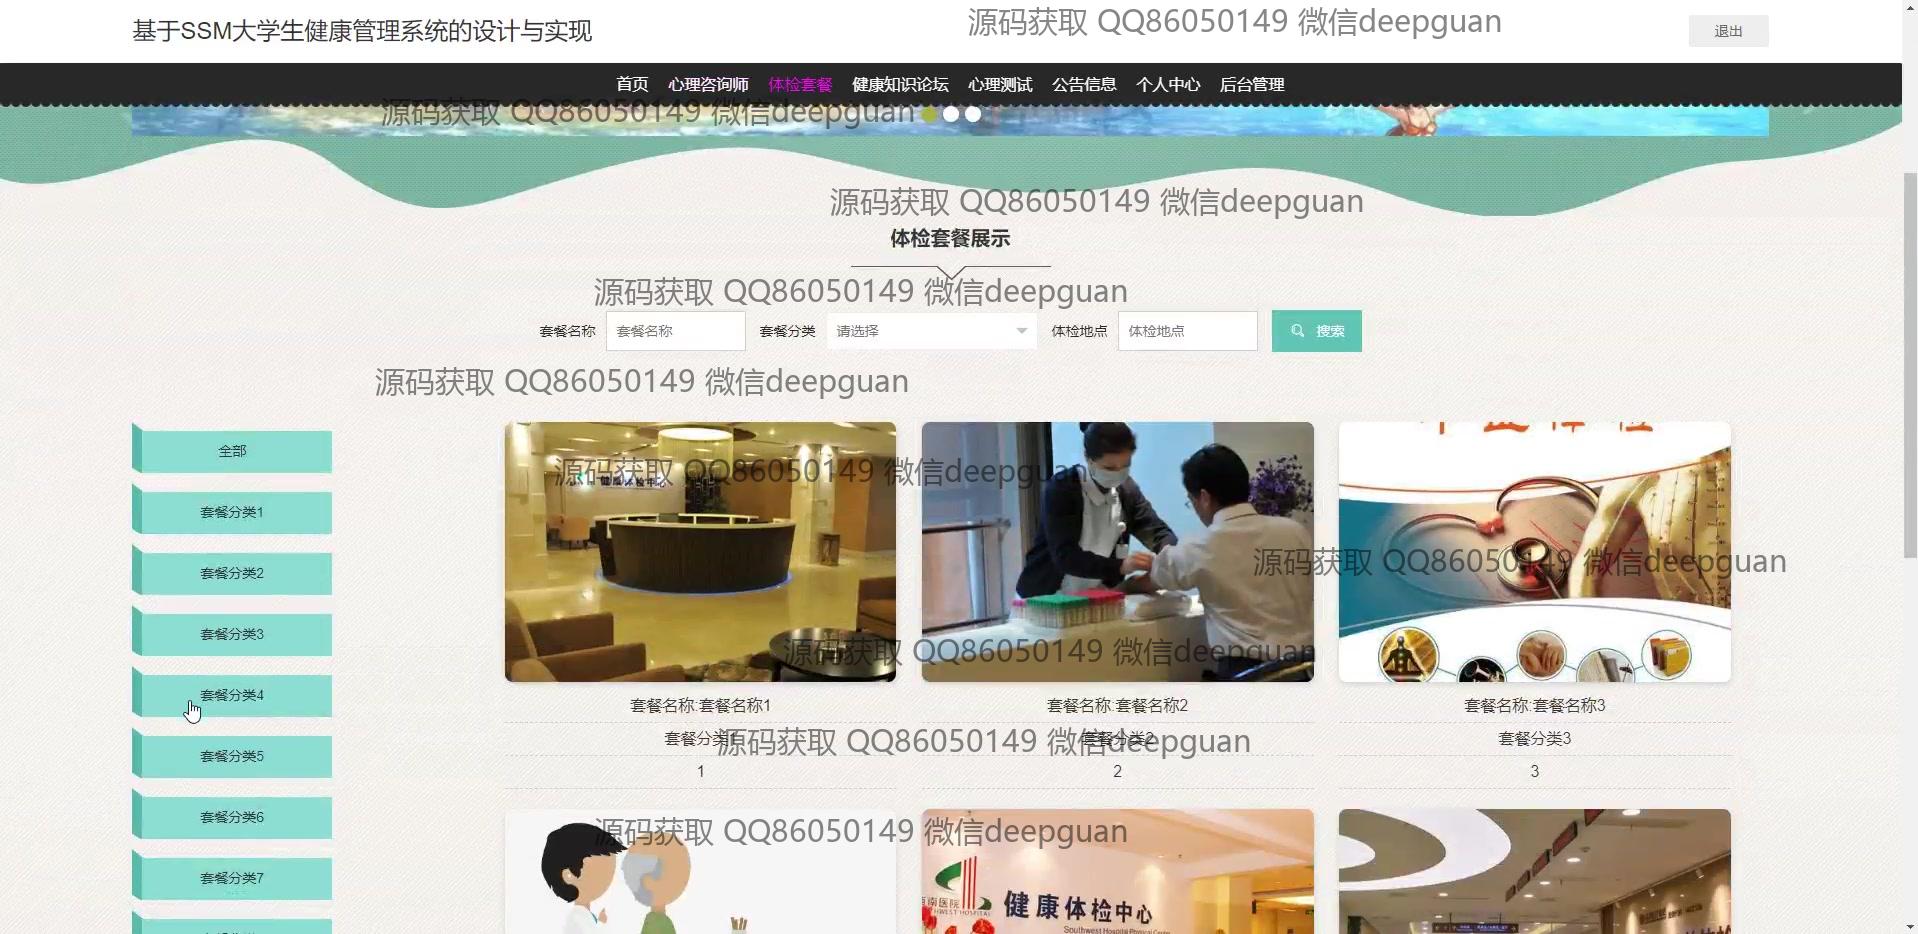 基于SSM大学生健康管理系统的设计与实现
源码获取 QQ86050149 微信deepguan
退出
首页 心理咨询师 体检套餐 健康知识论坛 心理测试 公告信息 个人中心 后台管理
源码获取 QQ86050149 微信deepguan
源码获取 QQ86050149 微信deepguan
体检套餐展示
源码获取 QQ86050149 微信deepguan
套餐名称 套餐名称 套餐分类 请选择 体检地点 体检地点 搜索
源码获取 QQ86050149 微信deepguan
全部
套餐分类1
套餐分类2
套餐分类3
套餐分类4
套餐分类5
套餐分类6
套餐分类7
源码获取 QQ86050149 微信deepguan
健康体检中心
源码获取 QQ86050149 微信deepguan
源码获取 QQ86050149 微信deepguan
套餐名称:套餐名称1 套餐名称:套餐名称2 套餐名称:套餐名称3
套餐分类1 套餐分类2 套餐分类3
源码获取 QQ86050149 微信deepguan
1 2 3
源码获取 QQ86050149 微信deepguan
健康体检中心